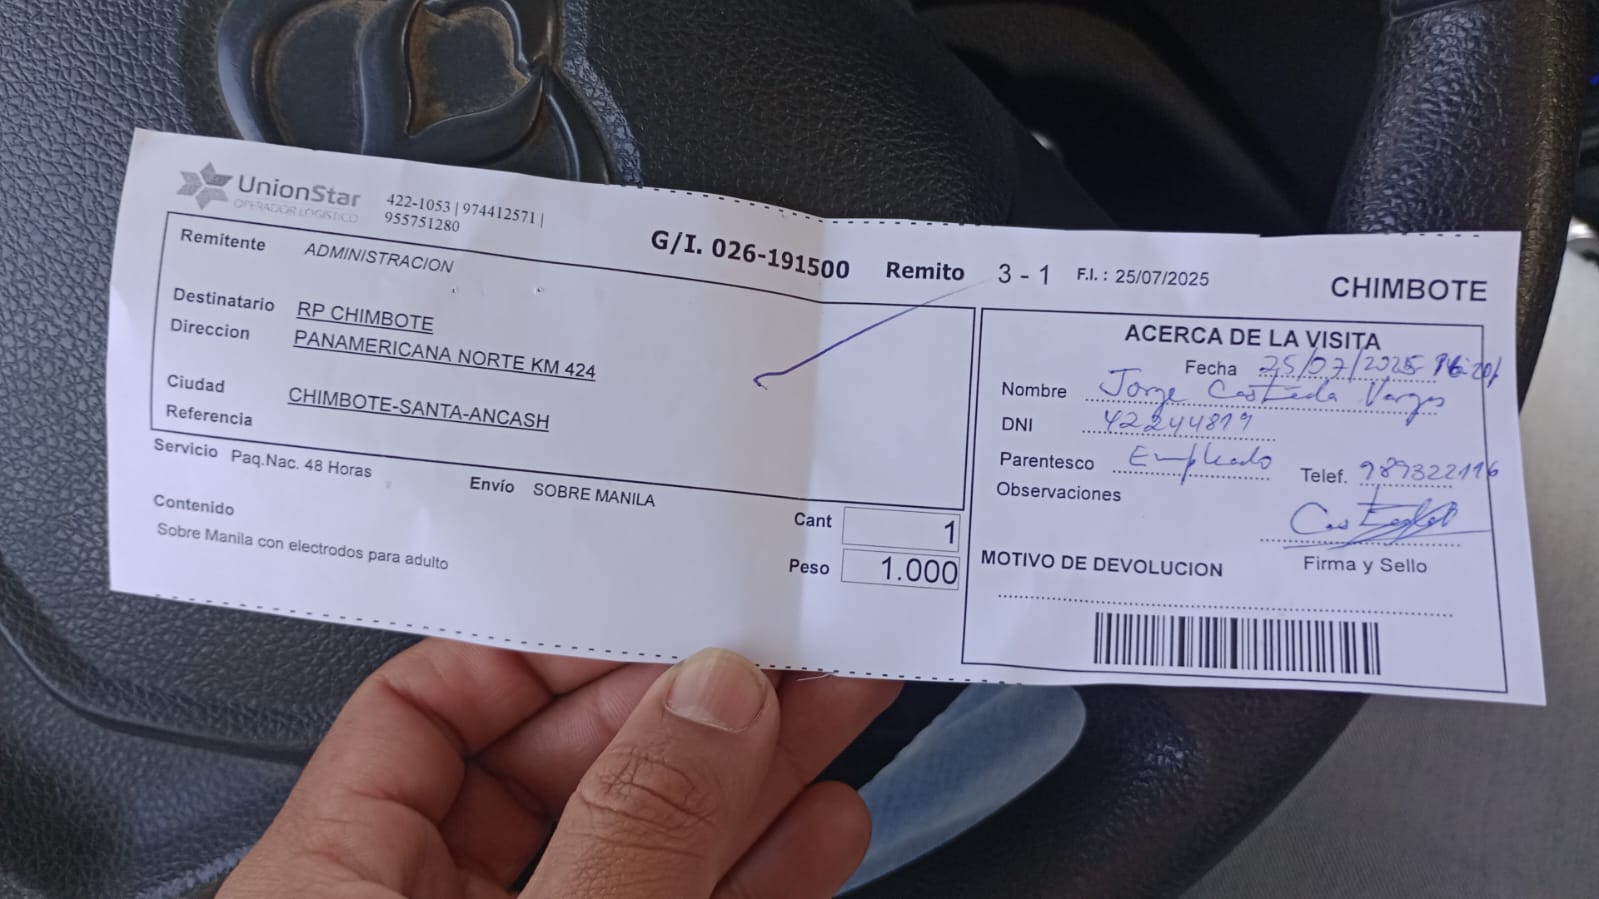 UnionStar
OPERADOR LOGISTICO
422-1053 | 974412571 |
955751280
G/I. 026-191500 Remito 3 - 1 F.I. : 25/07/2025 CHIMBOTE
Remitente ADMINISTRACION
Destinatario RP CHIMBOTE
Direccion PANAMERICANA NORTE KM 424
Ciudad CHIMBOTE-SANTA-ANCASH
Referencia
Servicio Paq.Nac. 48 Horas Envío SOBRE MANILA
Contenido
Sobre Manila con electrodos para adulto
Cant 1
Peso 1.000
ACERCA DE LA VISITA
Fecha 25/07/2025
Nombre Jorge Castañeda Vargas
DNI 42244819
Parentesco Empleado Telef. 989322116
Observaciones
Firma y Sello
MOTIVO DE DEVOLUCION